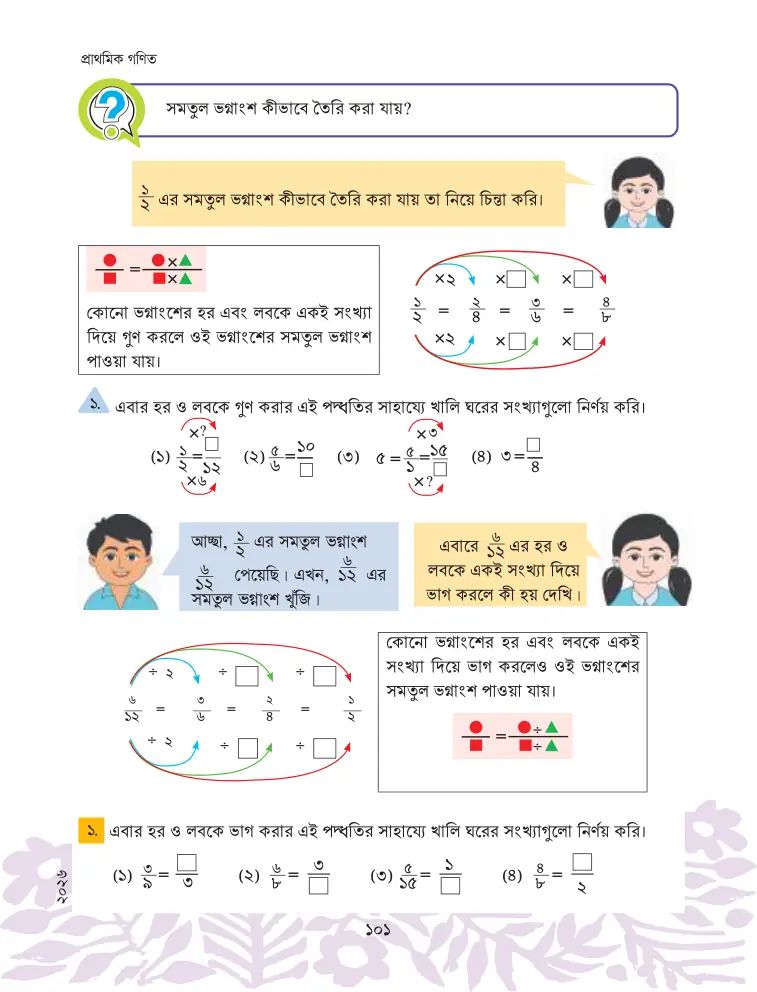 প্রাথমিক গণিত
?
সমতুল ভগ্নাংশ কীভাবে তৈরি করা যায়?
১/২ এর সমতুল ভগ্নাংশ কীভাবে তৈরি করা যায় তা নিয়ে চিন্তা করি।
●/■ = ●×▲/■×▲
কোনো ভগ্নাংশের হর এবং লবকে একই সংখ্যা
দিয়ে গুণ করলে ওই ভগ্নাংশের সমতুল ভগ্নাংশ
পাওয়া যায়।
×২ ×□ ×□
১/২ = ২/৪ = ৩/৬ = ৪/৮
×২ ×□ ×□
১. এবার হর ও লবকে গুণ করার এই পদ্ধতির সাহায্যে খালি ঘরের সংখ্যাগুলো নির্ণয় করি।
×? ×৩
(১) ১/২ = □/১২ (২) ৫/৬ = ১০/□ (৩) ৫ = ৫/১ = ১৫/□ (৪) ৩ = □/৪
×৬ ×?
আচ্ছা, ১/২ এর সমতুল ভগ্নাংশ
৬/১২ পেয়েছি। এখন, ৬/১২ এর
সমতুল ভগ্নাংশ খুঁজি।
এবারে ৬/১২ এর হর ও
লবকে একই সংখ্যা দিয়ে
ভাগ করলে কী হয় দেখি।
÷ ২ ÷ □ ÷ □
৬/১২ = ৩/৬ = ২/৪ = ১/২
÷ ২ ÷ □ ÷ □
কোনো ভগ্নাংশের হর এবং লবকে একই
সংখ্যা দিয়ে ভাগ করলেও ওই ভগ্নাংশের
সমতুল ভগ্নাংশ পাওয়া যায়।
●/■ = ●÷▲/■÷▲
১. এবার হর ও লবকে ভাগ করার এই পদ্ধতির সাহায্যে খালি ঘরের সংখ্যাগুলো নির্ণয় করি।
(১) ৩/৯ = □/৩ (২) ৬/৮ = ৩/□ (৩) ৫/১৫ = ১/□ (৪) ৪/৮ = □/২
২০২৬
১০১